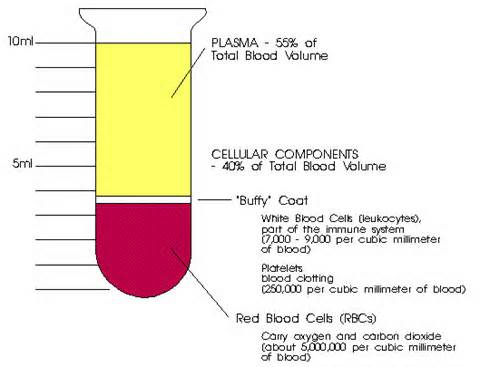 10ml
PLASMA - 55% of
Total Blood Volume
5ml
CELLULAR COMPONENTS
- 40% of Total Blood Volume
"Buffy" Coat
White Blood Cells (leukocytes),
part of the immune system
(7,000 - 9,000 per cubic millimeter
of blood)
Platelets
blood clotting
(250,000 per cubic millimeter of blood)
Red Blood Cells (RBCs)
Carry oxygen and carbon dioxide
(about 5,000,000 per cubic millimeter
of blood)